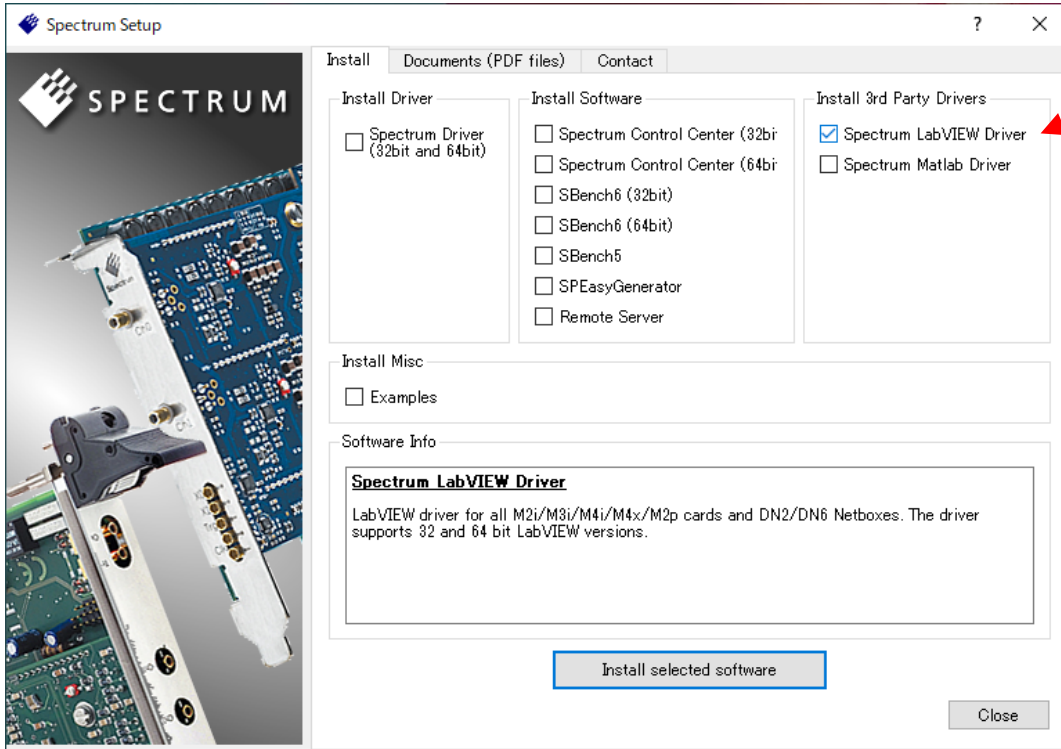 Spectrum Setup
?
SPECTRUM
Install
Documents (PDF files)
Contact
Install Driver
Spectrum Driver
(32bit and 64bit)
Install Software
Spectrum Control Center (32bi
Spectrum Control Center (64bi
SBench6 (32bit)
SBench6 (64bit)
SBench5
SPEasyGenerator
Remote Server
Install 3rd Party Drivers
Spectrum LabVIEW Driver
Spectrum Matlab Driver
Install Misc
Examples
Software Info
Spectrum LabVIEW Driver
LabVIEW driver for all M2i/M3i/M4i/M4x/M2p cards and DN2/DN6 Netboxes. The driver
supports 32 and 64 bit LabVIEW versions.
Install selected software
Close